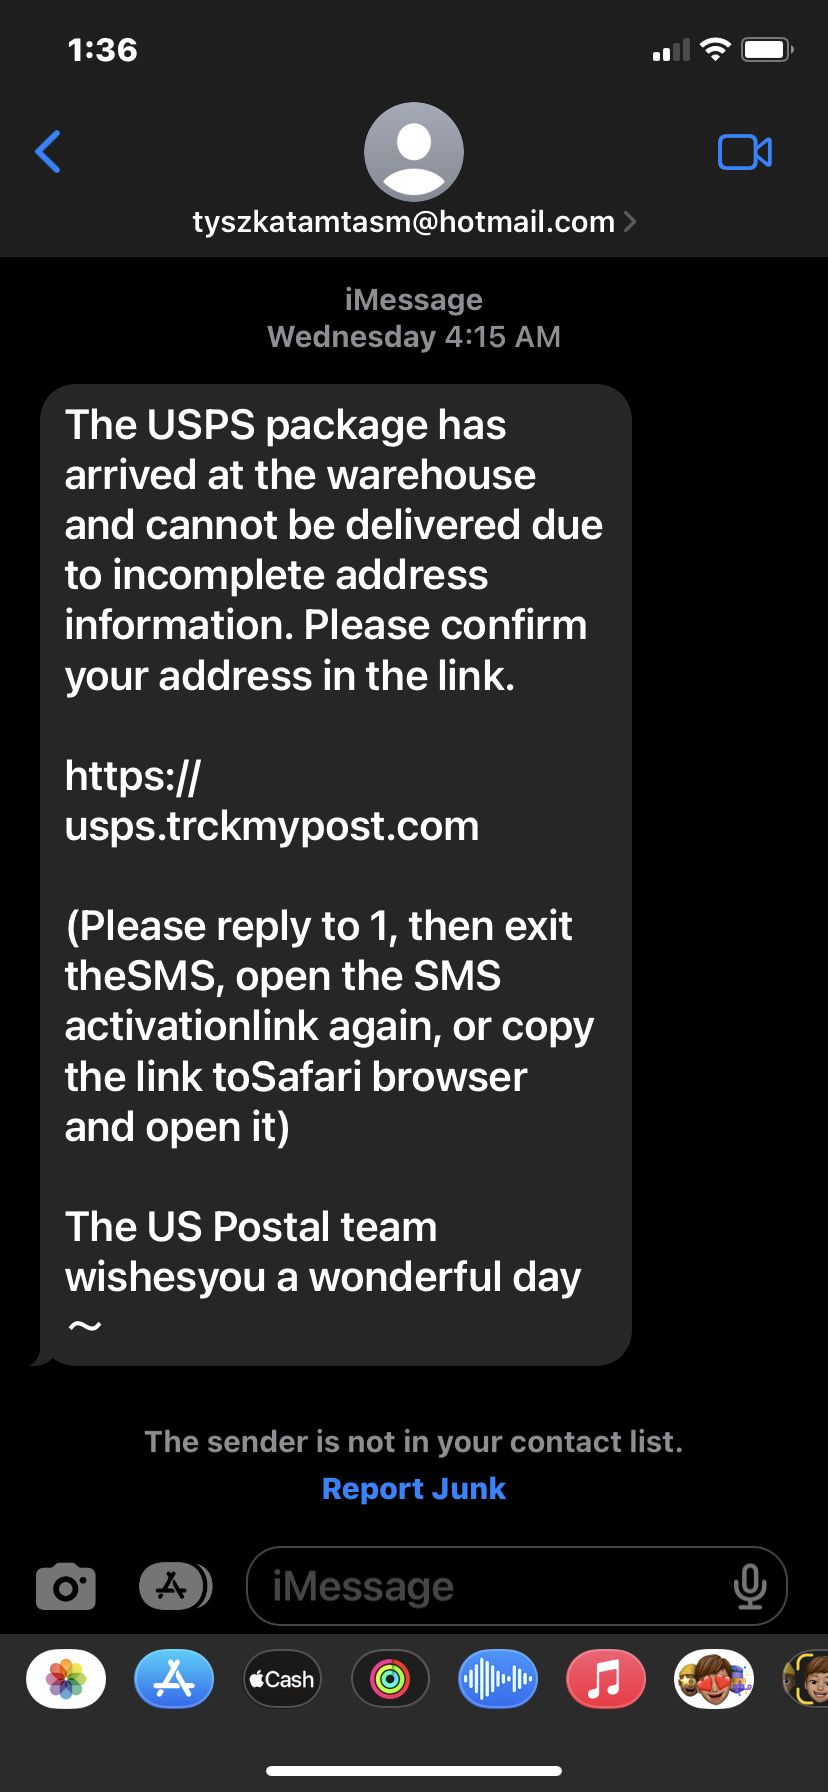 1:36
tyszkatamtasm@hotmail.com
iMessage
Wednesday 4:15 AM
The USPS package has
arrived at the warehouse
and cannot be delivered due
to incomplete address
information. Please confirm
your address in the link.
https://
usps.trckmypost.com
(Please reply to 1, then exit
theSMS, open the SMS
activationlink again, or copy
the link toSafari browser
and open it)
The US Postal team
wishesyou a wonderful day
～
The sender is not in your contact list.
Report Junk
iMessage
Cash